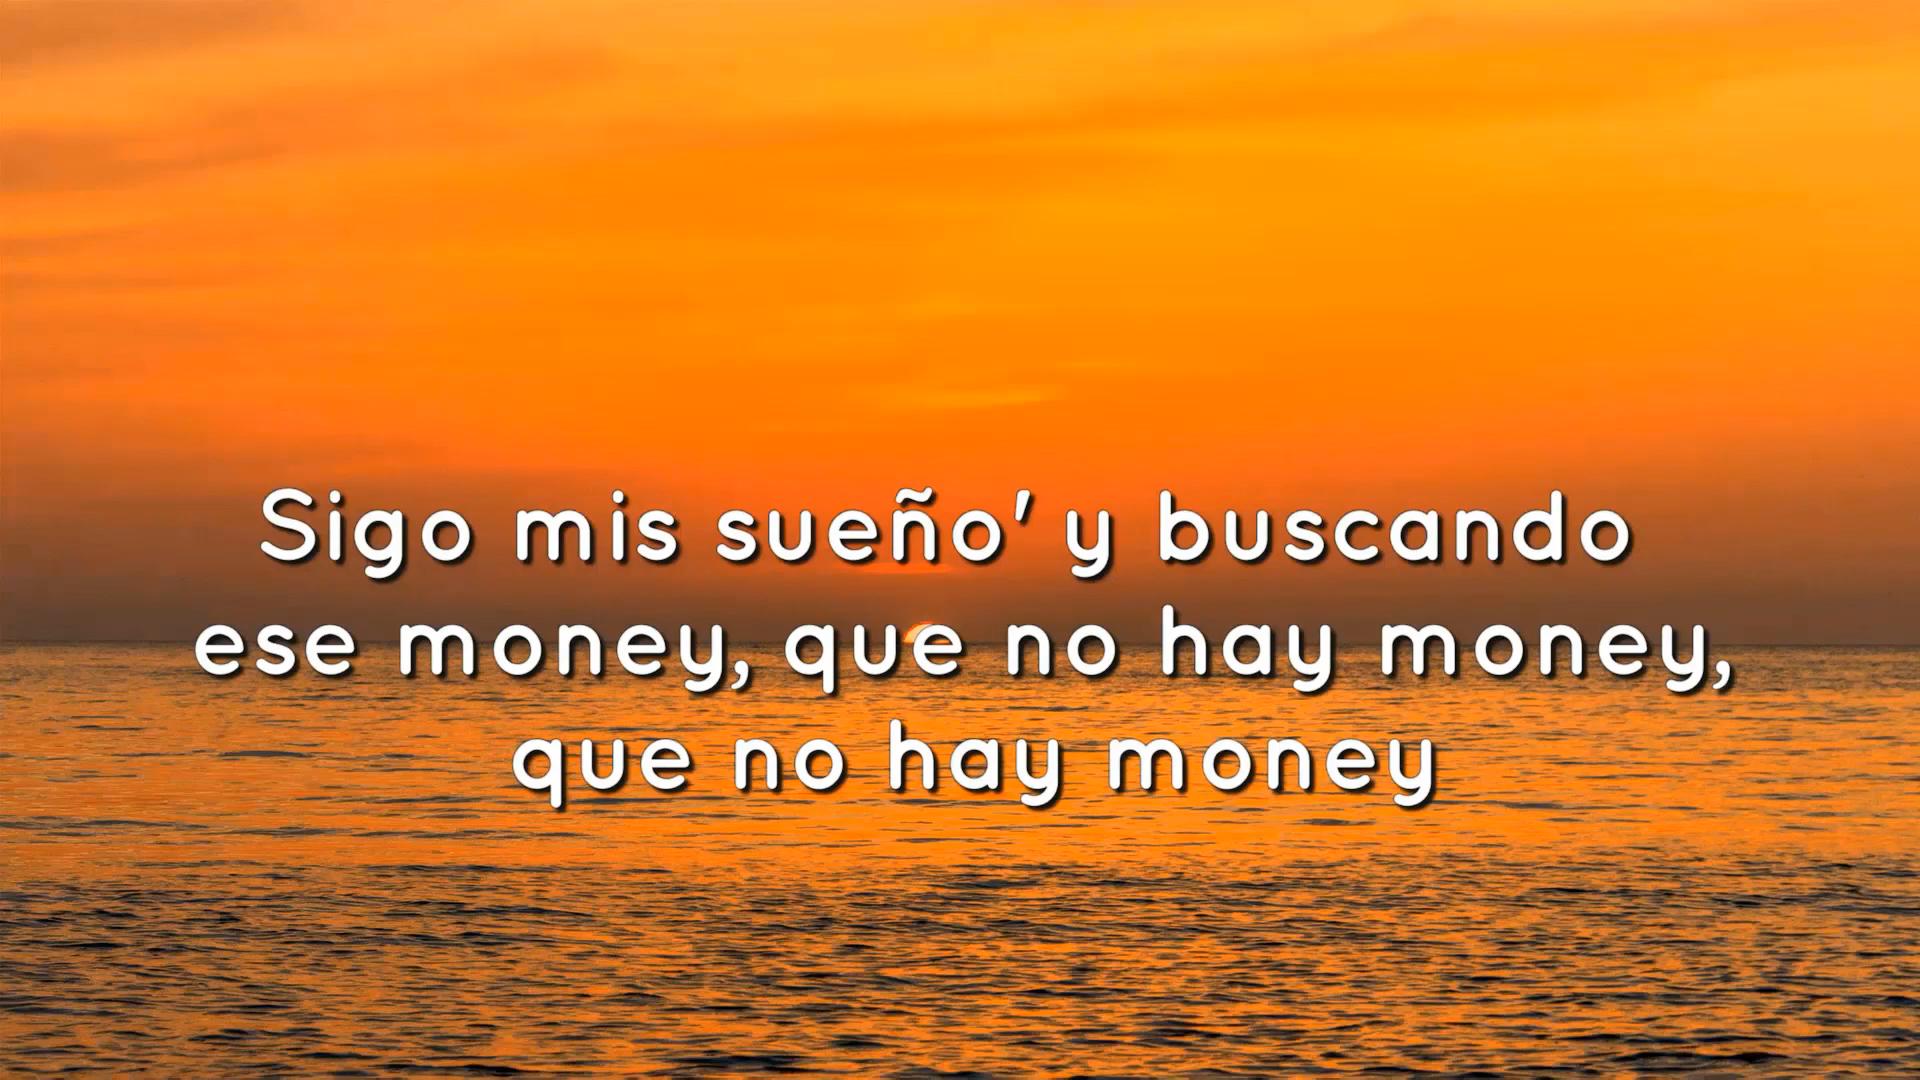 Sigo mis sueño' y buscando
ese money, que no hay money,
que no hay money